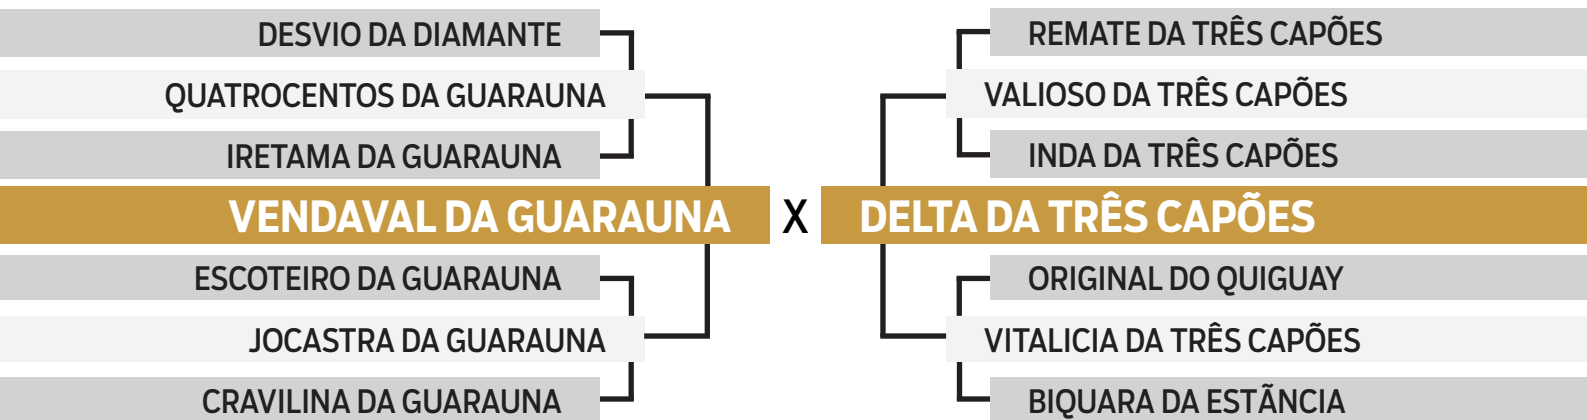 DESVIO DA DIAMANTE
QUATROCENTOS DA GUARAUNA
IRETAMA DA GUARAUNA
VENDAVAL DA GUARAUNA X DELTA DA TRÊS CAPÕES
ESCOTEIRO DA GUARAUNA
JOCASTRA DA GUARAUNA
CRAVILINA DA GUARAUNA
REMATE DA TRÊS CAPÕES
VALIOSO DA TRÊS CAPÕES
INDA DA TRÊS CAPÕES
ORIGINAL DO QUIGUAY
VITALICIA DA TRÊS CAPÕES
BIQUARA DA ESTÃNCIA